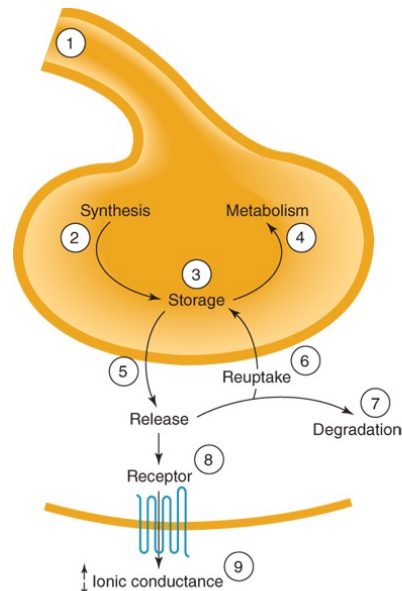 1
Synthesis
Metabolism
2
3
4
Storage
5
6
Reuptake
7
Release
Degradation
8
Receptor
9
Ionic conductance